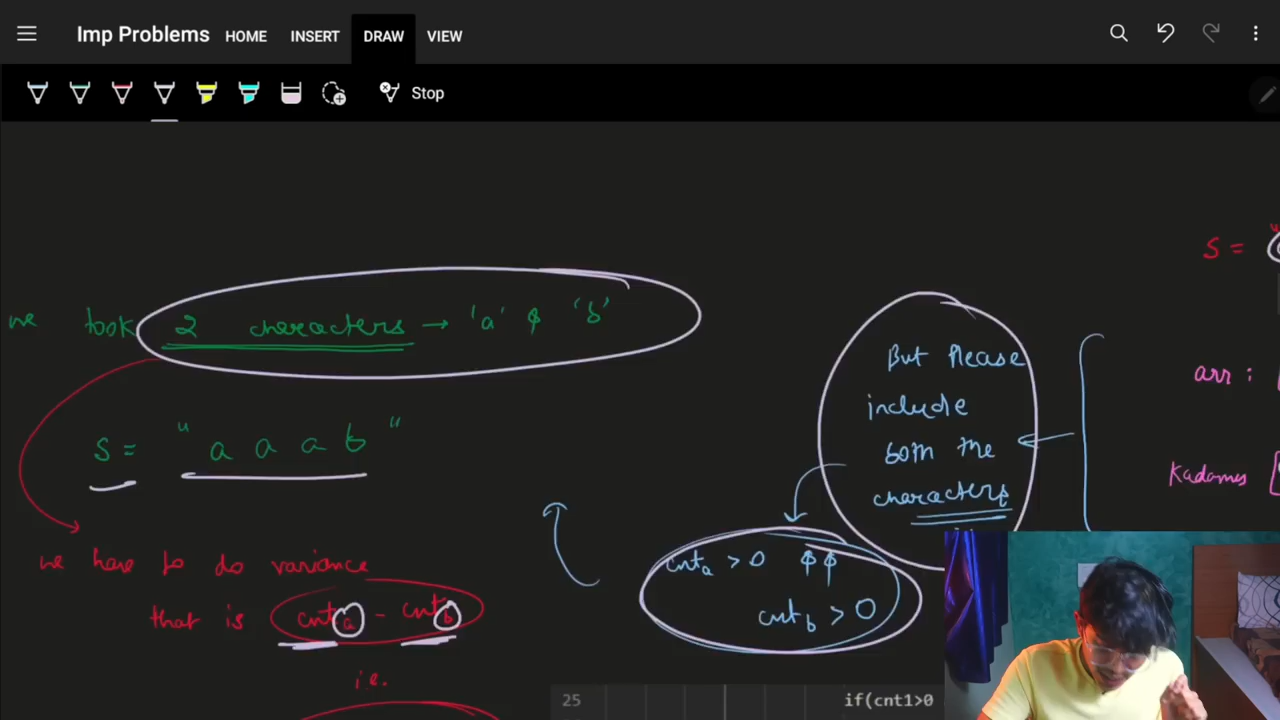 Imp Problems HOME INSERT DRAW VIEW
Stop
we took 2 characters → 'a' & 'b'
S = " a a a b "
we have to do variance
that is cnta - cntb
i.e.
But Please
include
both the
characters
cnta > 0 &&
cntb > 0
S = "
arr :
Kadames [
25 if(cnt1>0